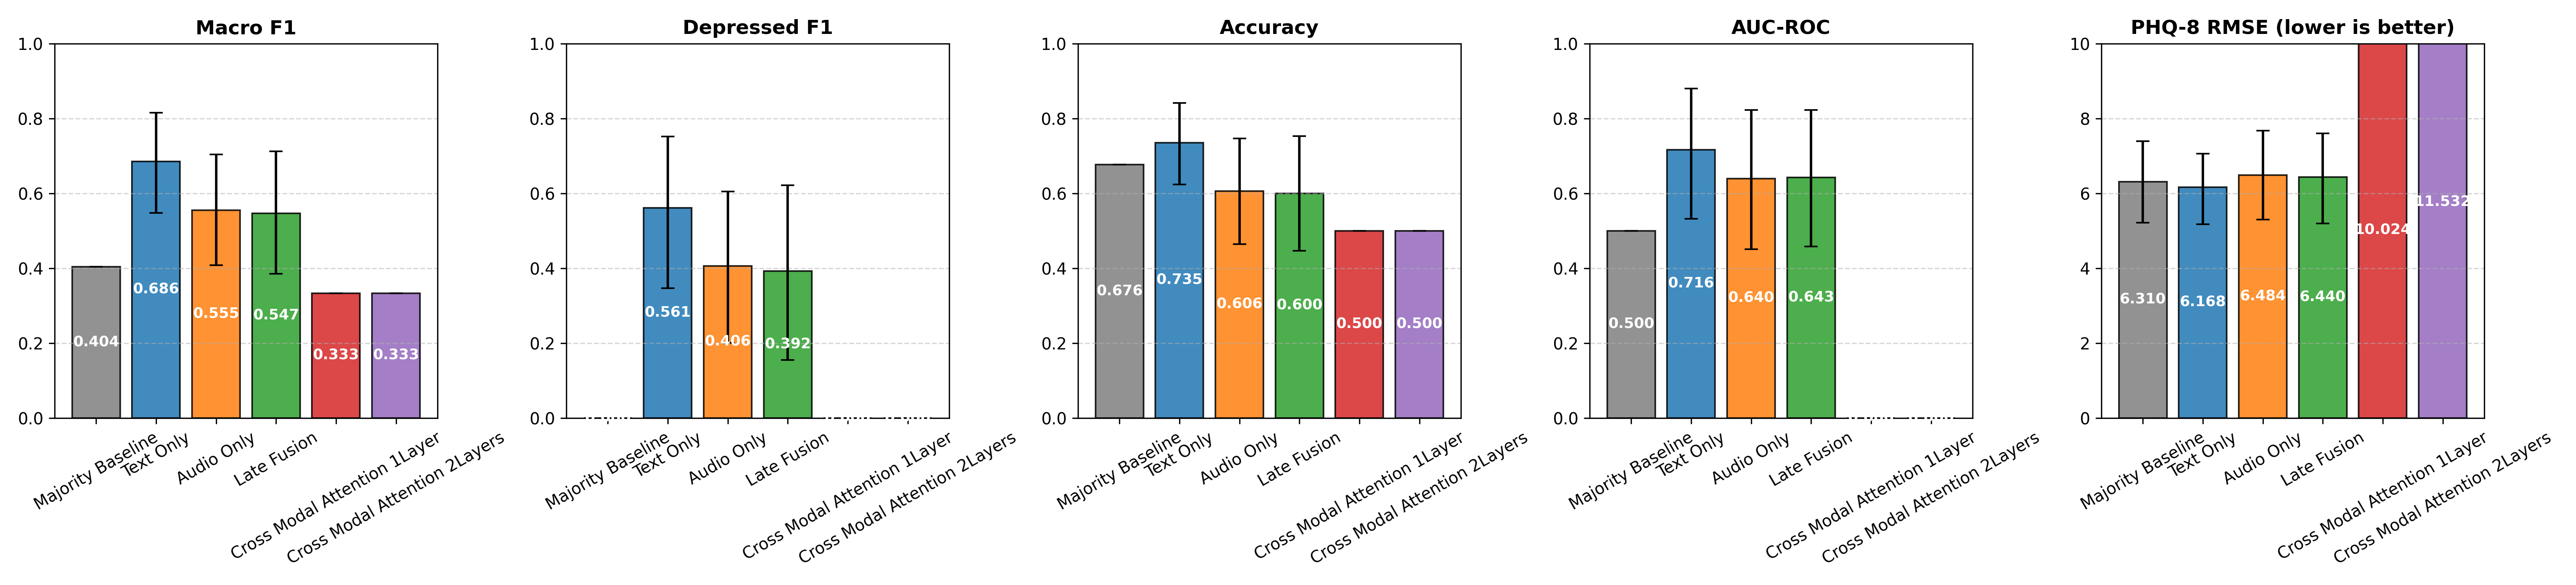 Macro F1
1.0
0.8
0.6
0.4
0.2
0.0
0.404
0.686
0.555
0.547
0.333
0.333
Majority Baseline
Text Only
Audio Only
Late Fusion
Cross Modal Attention 1Layer
Cross Modal Attention 2Layers
Depressed F1
1.0
0.8
0.6
0.4
0.2
0.0
0.561
0.406
0.392
Majority Baseline
Text Only
Audio Only
Late Fusion
Cross Modal Attention 1Layer
Cross Modal Attention 2Layers
Accuracy
1.0
0.8
0.6
0.4
0.2
0.0
0.676
0.735
0.606
0.600
0.500
0.500
Majority Baseline
Text Only
Audio Only
Late Fusion
Cross Modal Attention 1Layer
Cross Modal Attention 2Layers
AUC-ROC
1.0
0.8
0.6
0.4
0.2
0.0
0.500
0.716
0.640
0.643
Majority Baseline
Text Only
Audio Only
Late Fusion
Cross Modal Attention 1Layer
Cross Modal Attention 2Layers
PHQ-8 RMSE (lower is better)
10
8
6
4
2
0
6.310
6.168
6.484
6.440
10.024
11.532
Majority Baseline
Text Only
Audio Only
Late Fusion
Cross Modal Attention 1Layer
Cross Modal Attention 2Layers